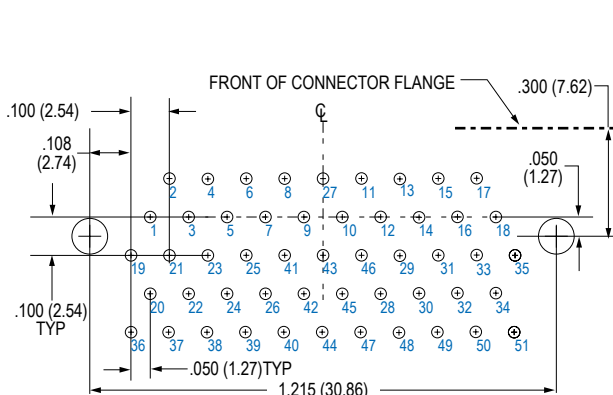 FRONT OF CONNECTOR FLANGE
.300 (7.62)
.100 (2.54)
℄
.108
(2.74)
.050
(1.27)
2 4 6 8 27 11 13 15 17
1 3 5 7 9 10 12 14 16 18
19 21 23 25 41 43 46 29 31 33 35
20 22 24 26 42 45 28 30 32 34
.100 (2.54)
TYP
36 37 38 39 40 44 47 48 49 50 51
.050 (1.27)TYP
1.215 (30.86)